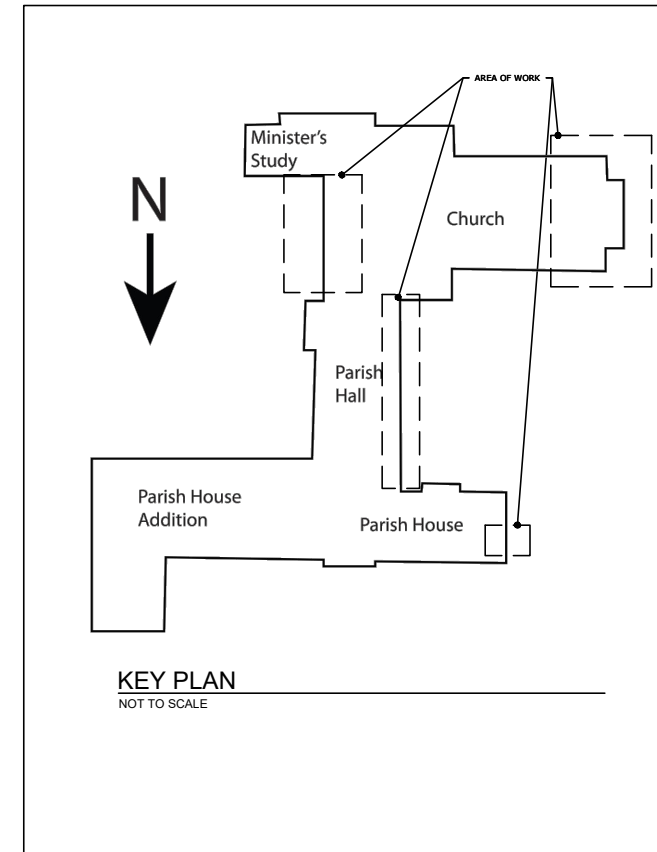 AREA OF WORK
Minister's
Study
N
Church
Parish
Hall
Parish House
Addition
Parish House
KEY PLAN
NOT TO SCALE